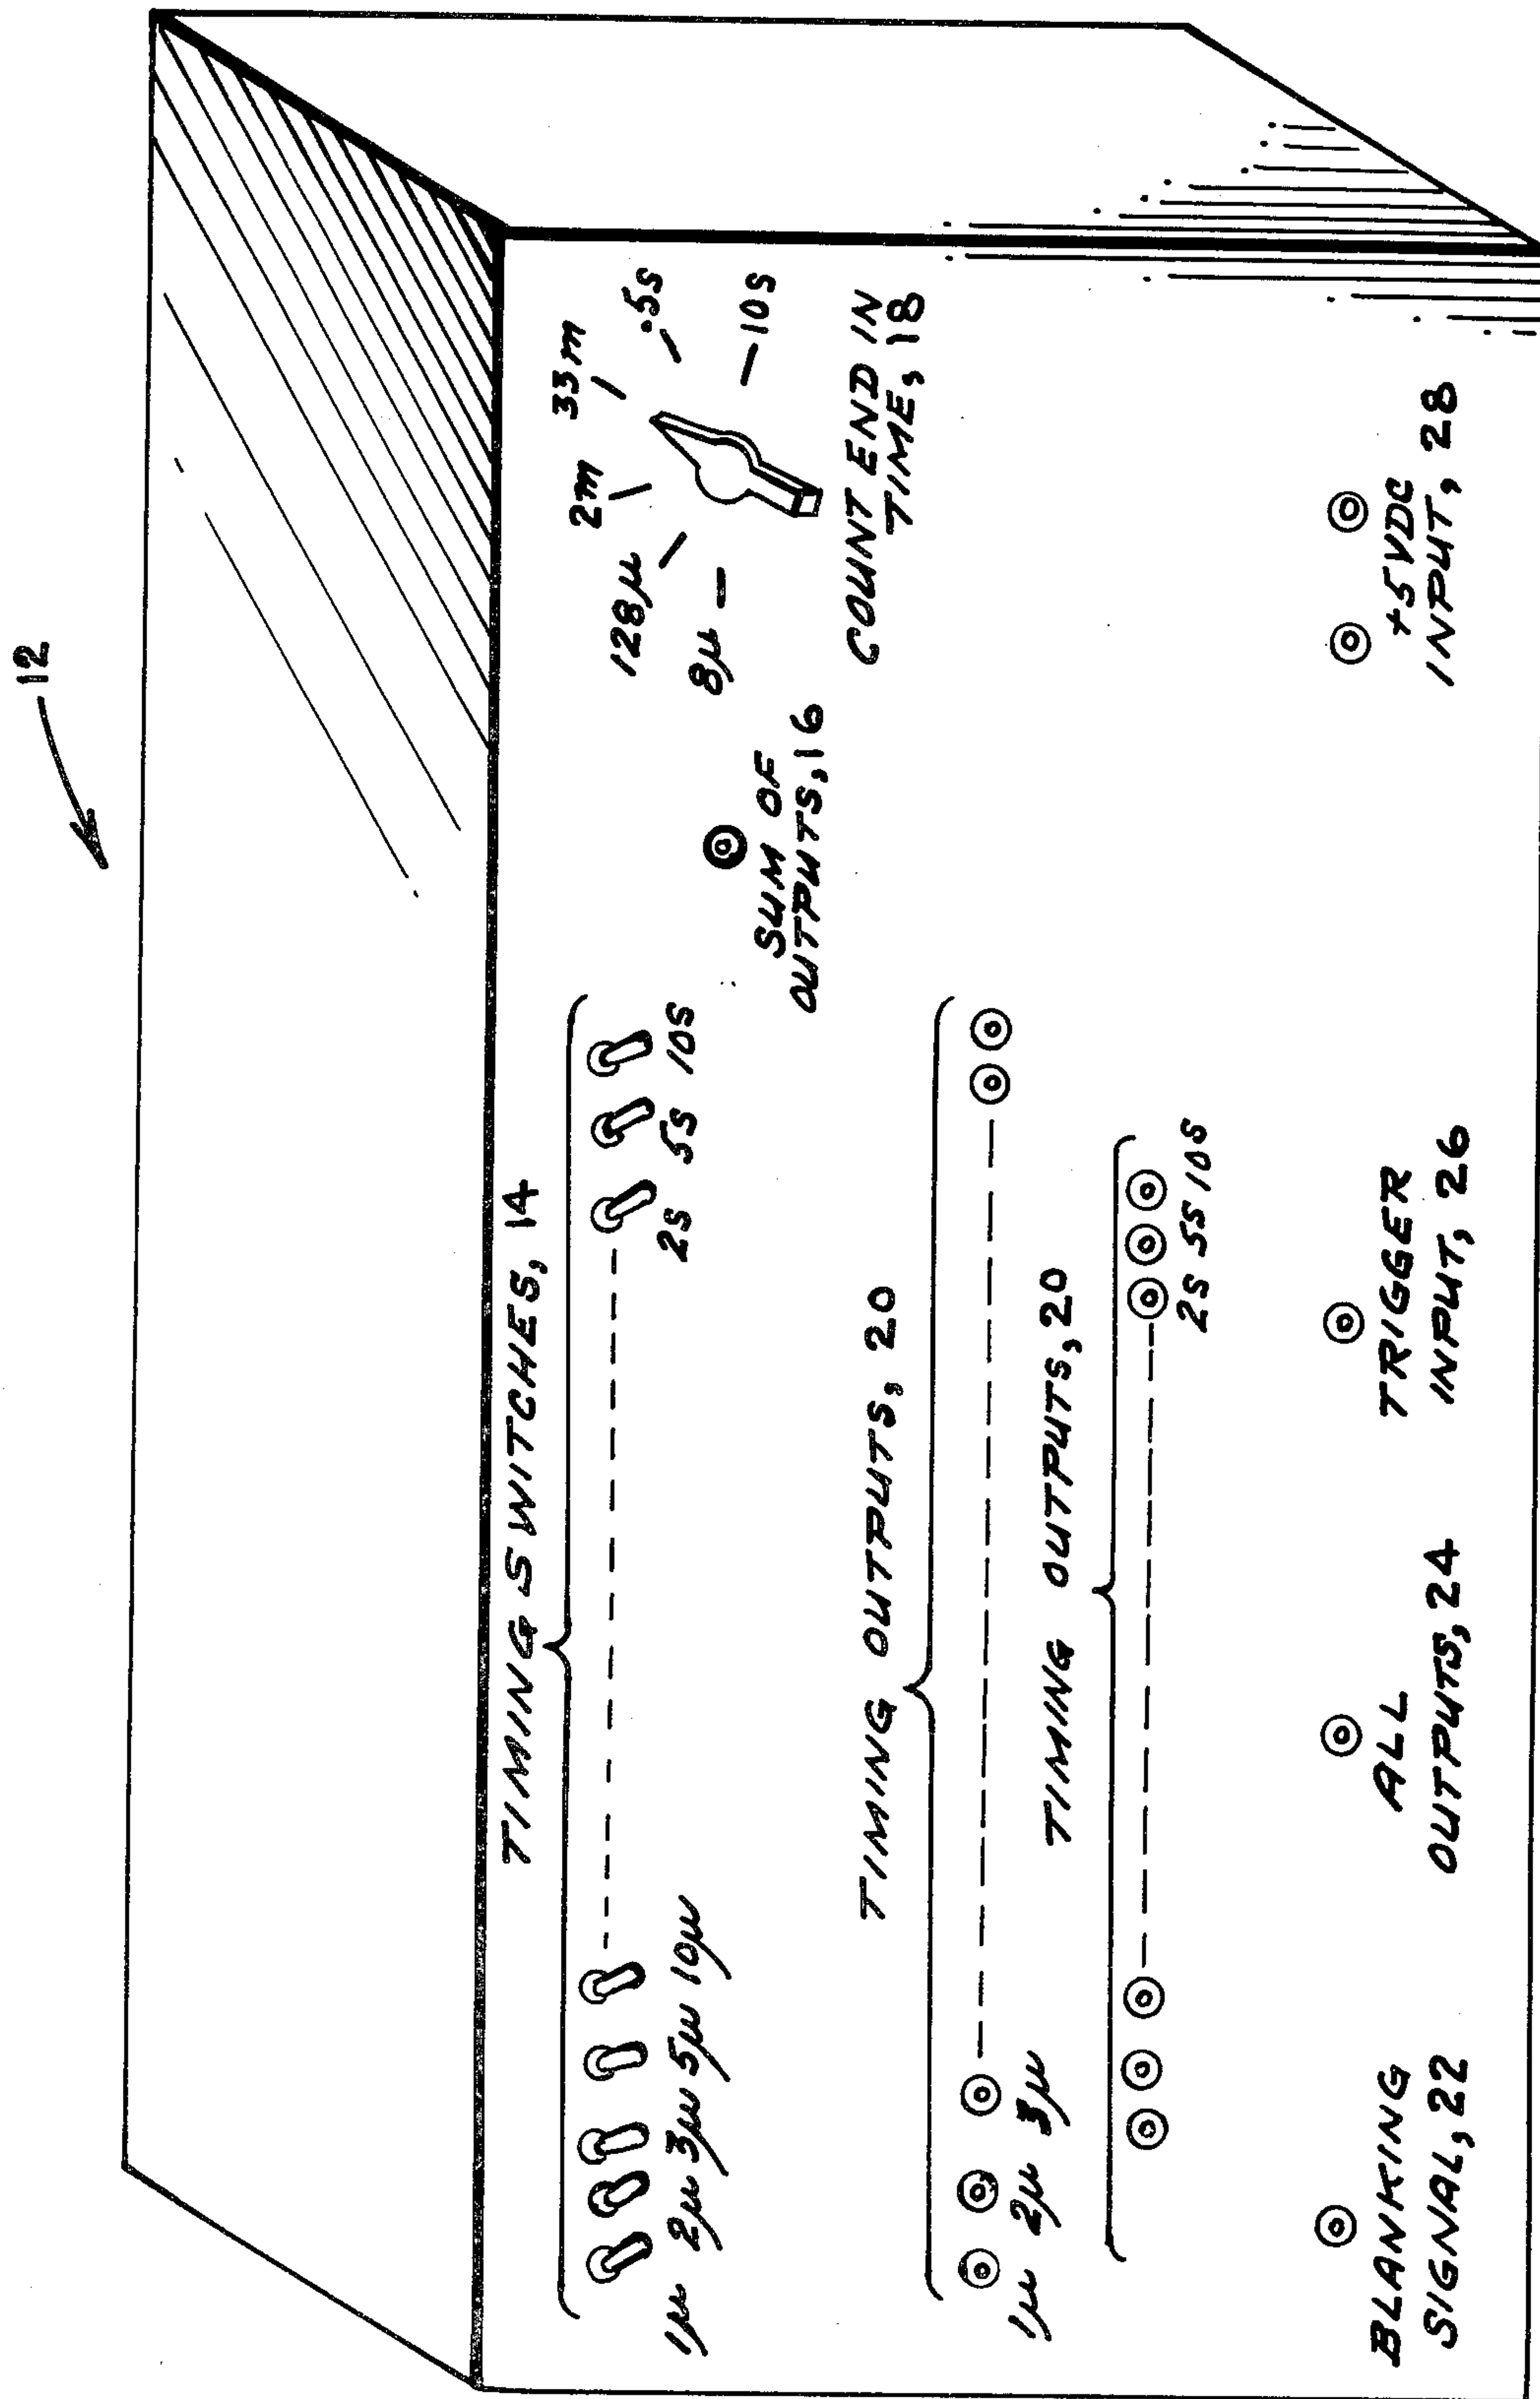 12
TIMING SWITCHES, 14
1µ 2µ 3µ 5µ 10µ
2S 5S 10S
SUM OF
OUTPUTS, 16
8µ 128µ 2m 33m .5S 10S
COUNT END IN
TIME, 18
TIMING OUTPUTS, 20
1µ 2µ 3µ
TIMING OUTPUTS, 20
2S 5S 10S
BLANKING
SIGNAL, 22
ALL
OUTPUTS, 24
TRIGGER
INPUT, 26
+5VDC
INPUT, 28